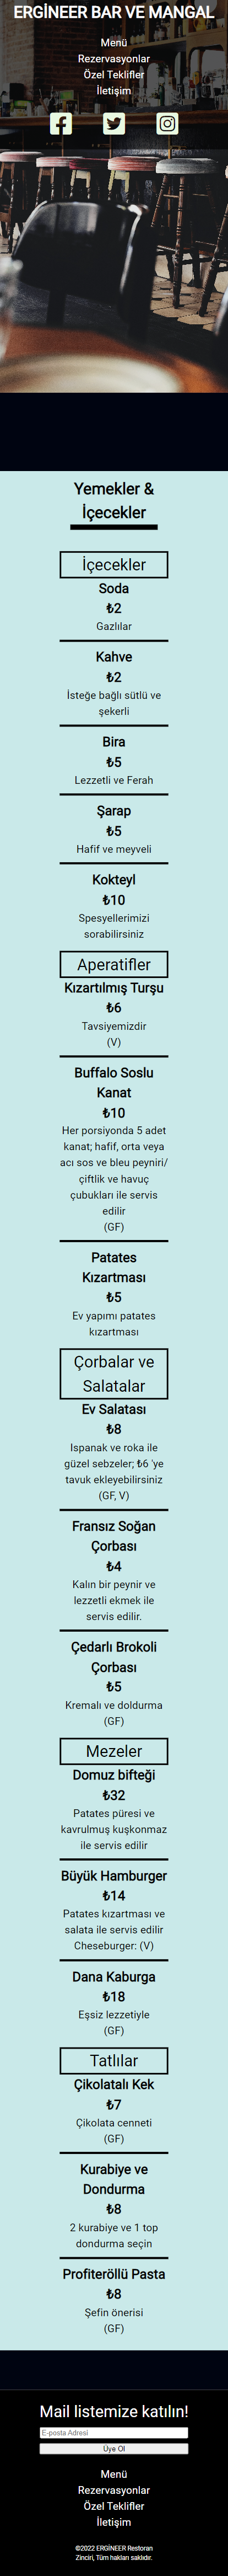 ERGİNEER BAR VE MANGAL
Menü
Rezervasyonlar
Özel Teklifler
İletişim
Yemekler &
İçecekler
İçecekler
Soda
₺2
Gazlılar
Kahve
₺2
İsteğe bağlı sütlü ve
şekerli
Bira
₺5
Lezzetli ve Ferah
Şarap
₺5
Hafif ve meyveli
Kokteyl
₺10
Spesyellerimizi
sorabilirsiniz
Aperatifler
Kızartılmış Turşu
₺6
Tavsiyemizdir
(V)
Buffalo Soslu
Kanat
₺10
Her porsiyonda 5 adet
kanat; hafif, orta veya
acı sos ve bleu peyniri/
çiftlik ve havuç
çubukları ile servis
edilir
(GF)
Patates
Kızartması
₺5
Ev yapımı patates
kızartması
Çorbalar ve
Salatalar
Ev Salatası
₺8
Ispanak ve roka ile
güzel sebzeler; ₺6 'ye
tavuk ekleyebilirsiniz
(GF, V)
Fransız Soğan
Çorbası
₺4
Kalın bir peynir ve
lezzetli ekmek ile
servis edilir.
Çedarlı Brokoli
Çorbası
₺5
Kremalı ve doldurma
(GF)
Mezeler
Domuz bifteği
₺32
Patates püresi ve
kavrulmuş kuşkonmaz
ile servis edilir
Büyük Hamburger
₺14
Patates kızartması ve
salata ile servis edilir
Cheseburger: (V)
Dana Kaburga
₺18
Eşsiz lezzetiyle
(GF)
Tatlılar
Çikolatalı Kek
₺7
Çikolata cenneti
(GF)
Kurabiye ve
Dondurma
₺8
2 kurabiye ve 1 top
dondurma seçin
Profiteröllü Pasta
₺8
Şefin önerisi
(GF)
Mail listemize katılın!
E-posta Adresi
Üye Ol
Menü
Rezervasyonlar
Özel Teklifler
İletişim
©2022 ERGİNEER Restoran
Zinciri, Tüm hakları saklıdır.